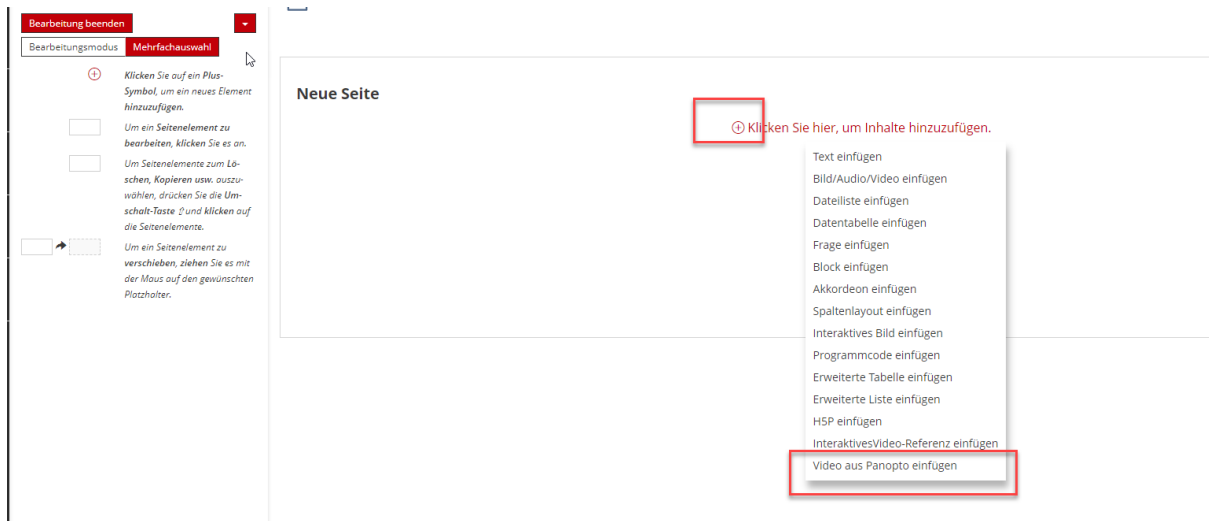 Bearbeitung beenden
Bearbeitungsmodus Mehrfachauswahl
Klicken Sie auf ein Plus-
Symbol, um ein neues Element
hinzuzufügen.
Um ein Seitenelement zu
bearbeiten, klicken Sie es an.
Um Seitenelemente zum Lö-
schen, Kopieren usw. auszu-
wählen, drücken Sie die Um-
schalt-Taste ⇧ und klicken auf
die Seitenelemente.
Um ein Seitenelement zu
verschieben, ziehen Sie es mit
der Maus auf den gewünschten
Platzhalter.
Neue Seite
Klicken Sie hier, um Inhalte hinzuzufügen.
Text einfügen
Bild/Audio/Video einfügen
Dateiliste einfügen
Datentabelle einfügen
Frage einfügen
Block einfügen
Akkordeon einfügen
Spaltenlayout einfügen
Interaktives Bild einfügen
Programmcode einfügen
Erweiterte Tabelle einfügen
Erweiterte Liste einfügen
H5P einfügen
InteraktivesVideo-Referenz einfügen
Video aus Panopto einfügen